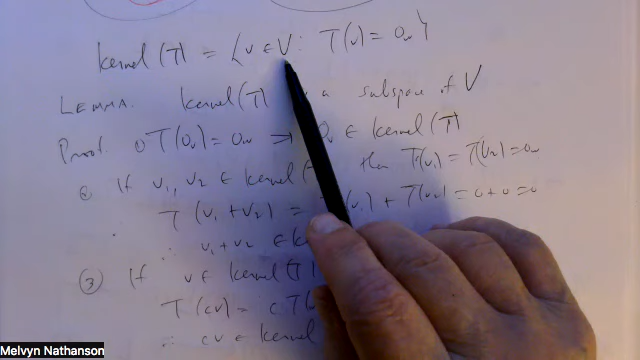 kernel (T) = { v ∈ V : T(v) = 0w }
LEMMA. kernel(T) a subspace of V
Proof. ① T(0v) = 0w ⇒ 0v ∈ kernel(T)
② If v1, v2 ∈ kernel( then T(v1) = T(v2) = 0w
T (v1 + v2) = (v1) + T(v2) = 0 + 0 = 0
∴ v1 + v2 ∈ ke
③ If v ∈ kernel(T)
T(cv) = cT(
∴ cv ∈ kernel
Melvyn Nathanson